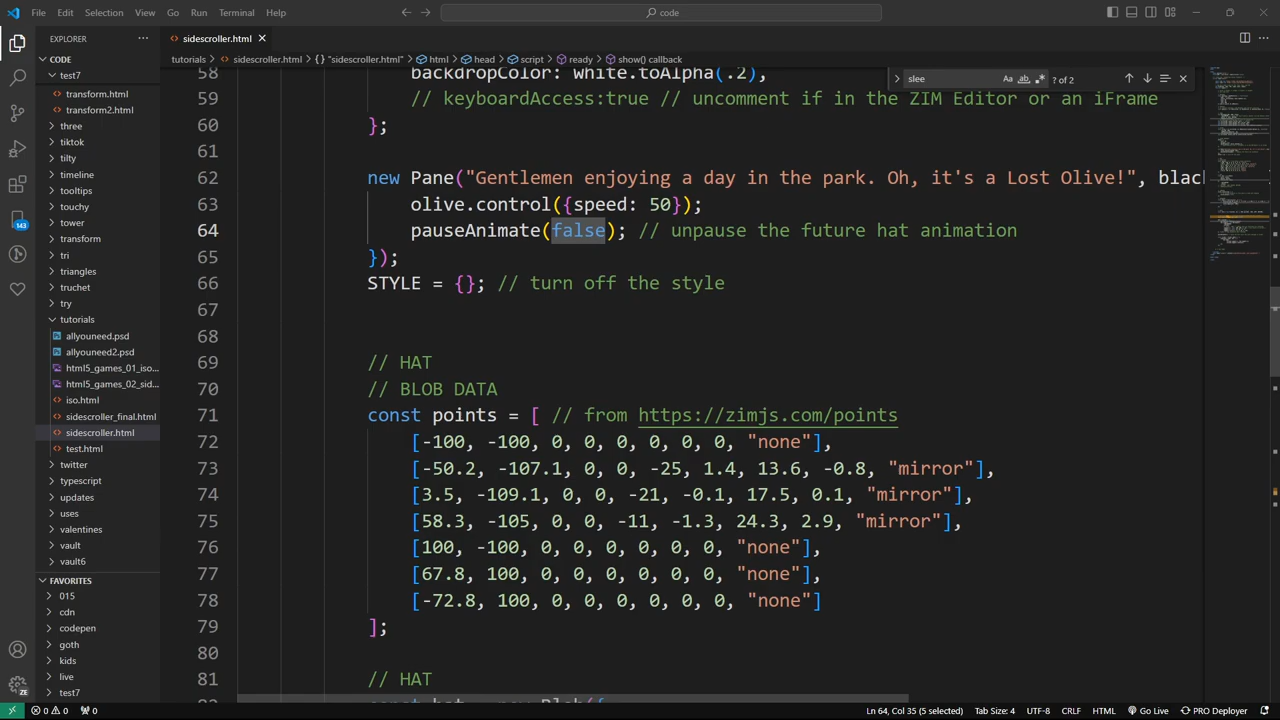 File Edit Selection View Go Run Terminal Help
code
EXPLORER
sidescroller.html
CODE
tutorials > sidescroller.html > {} "sidescroller.html" > html > head > script > ready > show() callback
test7
transform.html
transform2.html
three
tiktok
tilty
timeline
tooltips
touchy
tower
transform
tri
triangles
truchet
try
tutorials
allyouneed.psd
allyouneed2.psd
html5_games_01_iso...
html5_games_02_sid...
iso.html
sidescroller_final.html
sidescroller.html
test.html
twitter
typescript
updates
uses
valentines
vault
vault6
FAVORITES
015
cdn
codepen
goth
kids
live
test7
143
ZE
slee
Aa ab .* ? of 2
58 backdropColor: white.toAlpha(.2),
59 // keyboardAccess:true // uncomment if in the ZIM Editor or an iFrame
60 };
61
62 new Pane("Gentlemen enjoying a day in the park. Oh, it's a Lost Olive!", blac
63 olive.control({speed: 50});
64 pauseAnimate(false); // unpause the future hat animation
65 });
66 STYLE = {}; // turn off the style
67
68
69 // HAT
70 // BLOB DATA
71 const points = [ // from https://zimjs.com/points
72 [-100, -100, 0, 0, 0, 0, 0, 0, "none"],
73 [-50.2, -107.1, 0, 0, -25, 1.4, 13.6, -0.8, "mirror"],
74 [3.5, -109.1, 0, 0, -21, -0.1, 17.5, 0.1, "mirror"],
75 [58.3, -105, 0, 0, -11, -1.3, 24.3, 2.9, "mirror"],
76 [100, -100, 0, 0, 0, 0, 0, 0, "none"],
77 [67.8, 100, 0, 0, 0, 0, 0, 0, "none"],
78 [-72.8, 100, 0, 0, 0, 0, 0, 0, "none"]
79 ];
80
81 // HAT
const hat = new Blob({
0 0 0 Ln 64, Col 35 (5 selected) Tab Size: 4 UTF-8 CRLF HTML Go Live PRO Deployer